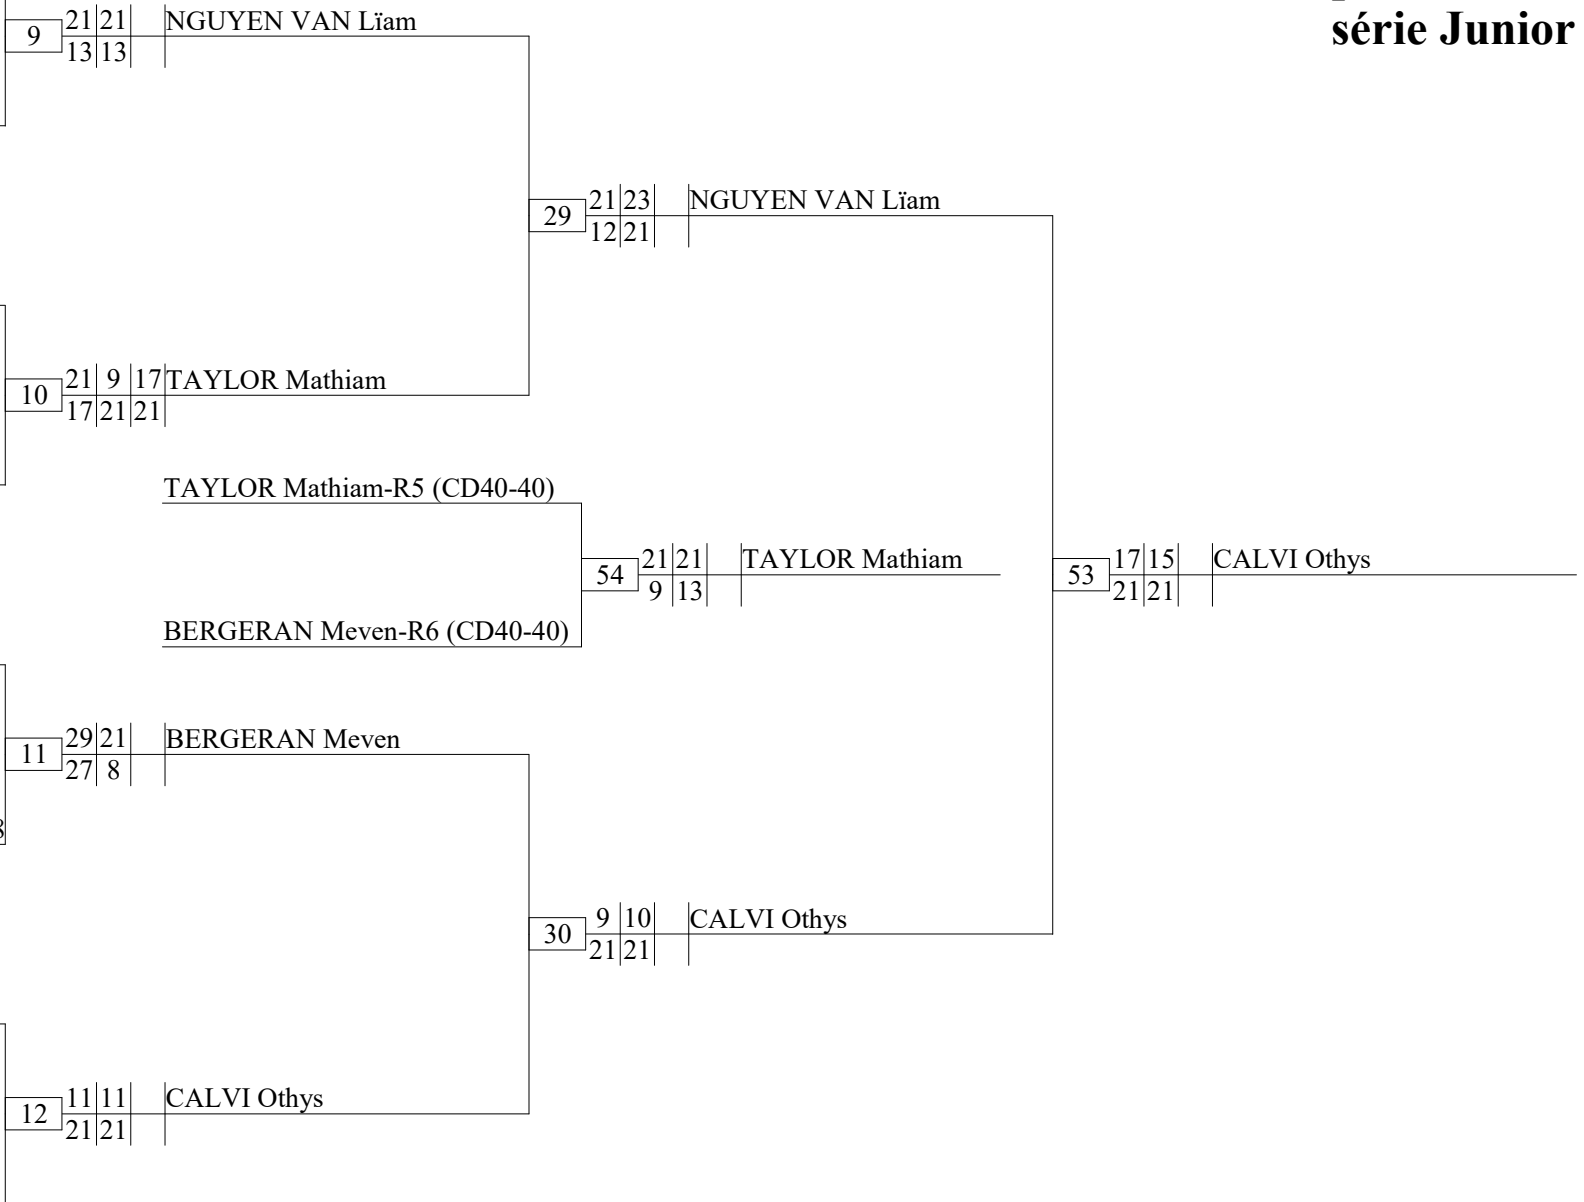 série Junior
9
21 21
13 13
NGUYEN VAN Lïam
29
21 23
12 21
NGUYEN VAN Lïam
10
21 9 17
17 21 21
TAYLOR Mathiam
TAYLOR Mathiam-R5 (CD40-40)
54
21 21
9 13
TAYLOR Mathiam
53
17 15
21 21
CALVI Othys
BERGERAN Meven-R6 (CD40-40)
11
29 21
27 8
BERGERAN Meven
30
9 10
21 21
CALVI Othys
12
11 11
21 21
CALVI Othys